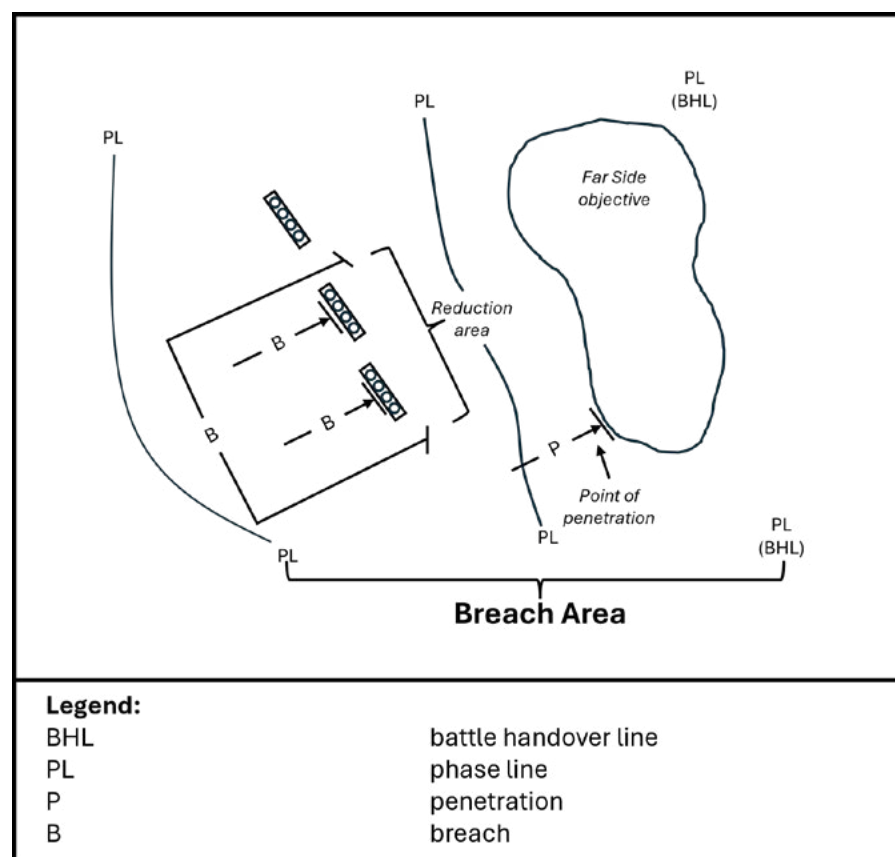 PL
(BHL)
PL
PL
Far Side
objective
Reduction
area
B
B
B
P
Point of
penetration
PL
PL
PL
(BHL)
Breach Area
Legend:
BHL battle handover line
PL phase line
P penetration
B breach